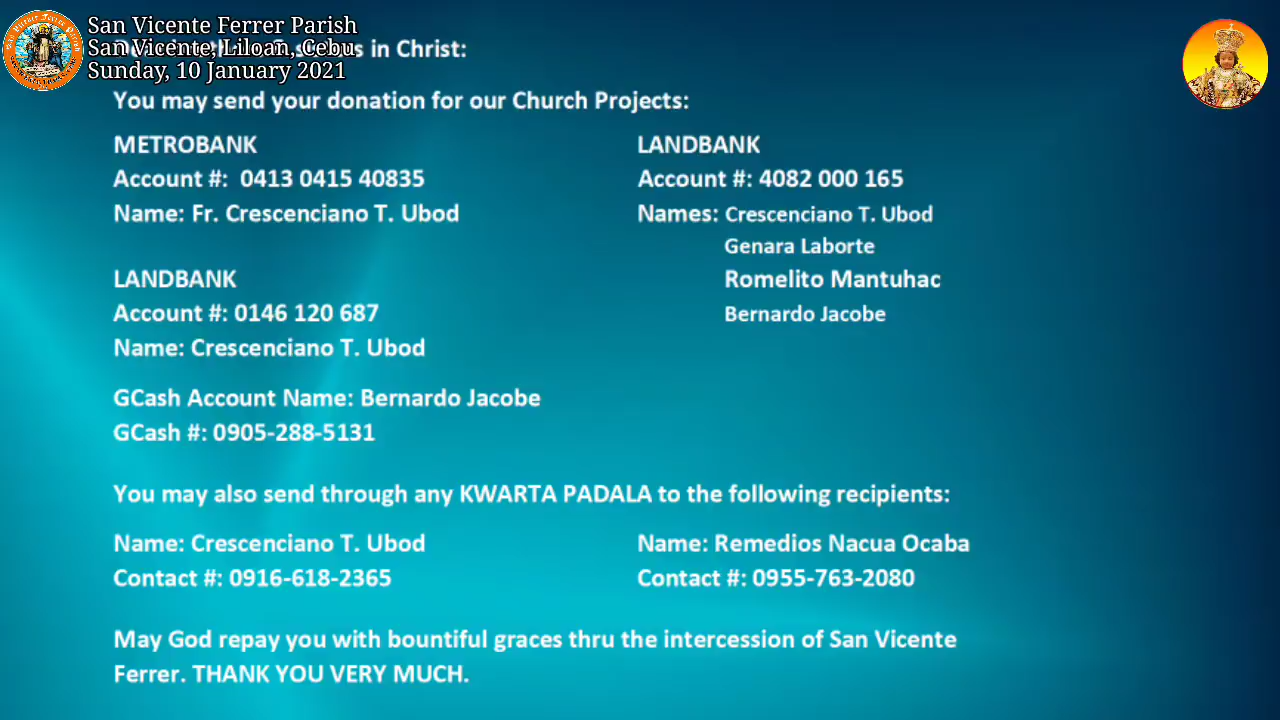 San Vicente Ferrer Parish
San Vicente, Liloan, Cebu
Sunday, 10 January 2021
in Christ:
You may send your donation for our Church Projects:
METROBANK
Account #: 0413 0415 40835
Name: Fr. Crescenciano T. Ubod
LANDBANK
Account #: 4082 000 165
Names: Crescenciano T. Ubod
Genara Laborte
Romelito Mantuhac
Bernardo Jacobe
LANDBANK
Account #: 0146 120 687
Name: Crescenciano T. Ubod
GCash Account Name: Bernardo Jacobe
GCash #: 0905-288-5131
You may also send through any KWARTA PADALA to the following recipients:
Name: Crescenciano T. Ubod
Contact #: 0916-618-2365
Name: Remedios Nacua Ocaba
Contact #: 0955-763-2080
May God repay you with bountiful graces thru the intercession of San Vicente
Ferrer. THANK YOU VERY MUCH.